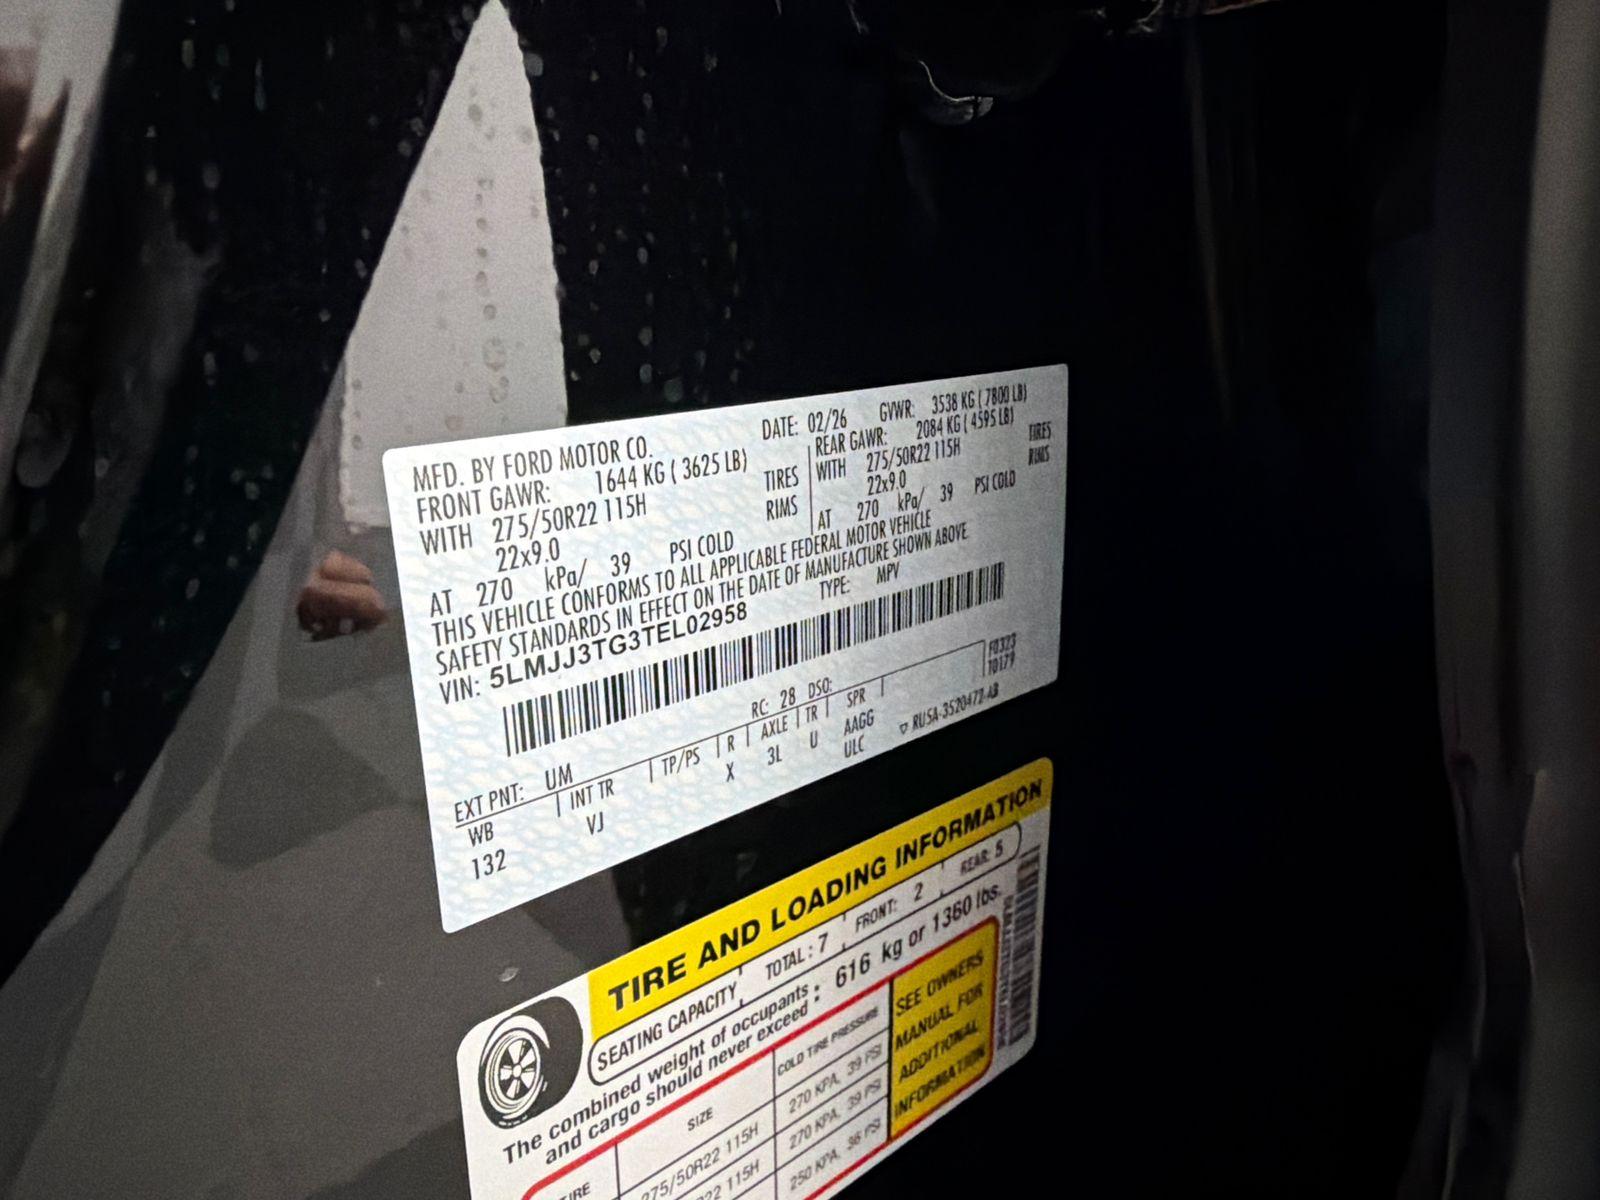 MFD. BY FORD MOTOR CO. DATE: 02/26 GVWR: 3538 KG ( 7800 LB)
FRONT GAWR: 1644 KG ( 3625 LB) REAR GAWR: 2084 KG ( 4595 LB)
WITH 275/50R22 115H TIRES WITH 275/50R22 115H TIRES
22x9.0 RIMS 22x9.0 RIMS
AT 270 kPa/ 39 PSI COLD AT 270 kPa/ 39 PSI COLD
THIS VEHICLE CONFORMS TO ALL APPLICABLE FEDERAL MOTOR VEHICLE
SAFETY STANDARDS IN EFFECT ON THE DATE OF MANUFACTURE SHOWN ABOVE
VIN: 5LMJJ3TG3TEL02958 TYPE: MPV
F0323
T0179
EXT PNT: UM RC: 28 DSO:
WB INT TR TP/PS R AXLE TR SPR
132 VJ X 3L U AAGG
ULC
RU5A-3520472-AB
TIRE AND LOADING INFORMATION
SEATING CAPACITY TOTAL : 7 FRONT: 2 REAR: 5
The combined weight of occupants
and cargo should never exceed : 616 kg or 1360 lbs.
SIZE COLD TIRE PRESSURE
275/50R22 115H 270 KPA, 39 PSI
115H 270 KPA, 39 PSI
250 KPA, 36 PSI
SEE OWNERS
MANUAL FOR
ADDITIONAL
INFORMATION